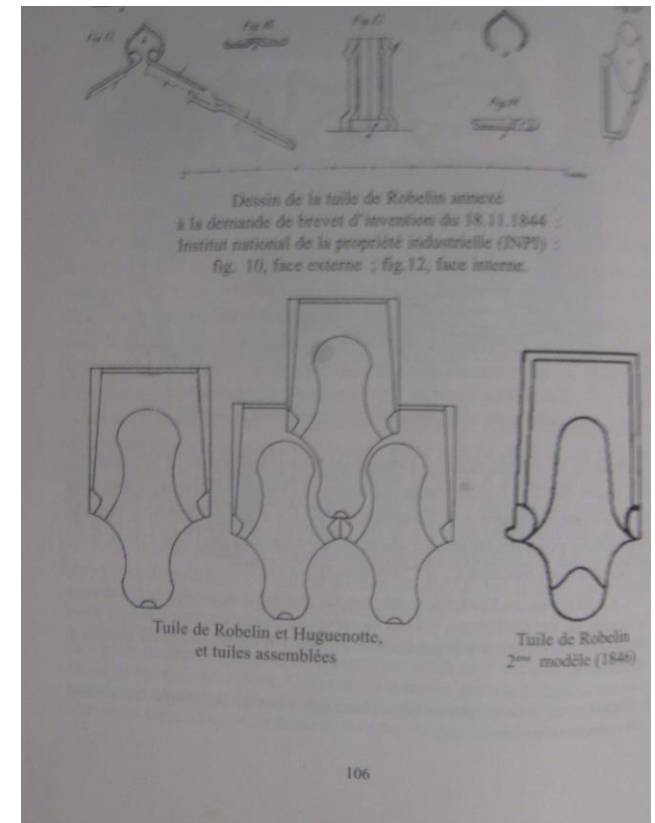 Fig. 15.
Dessin de la tuile de Robelin annexé
à la demande de brevet d'invention du 18.11.1844 :
Institut national de la propriété industrielle (INPI) :
fig. 10, face externe ; fig.12, face interne.
Tuile de Robelin et Huguenotte,
et tuiles assemblées
Tuile de Robelin
2ème modèle (1846)
106